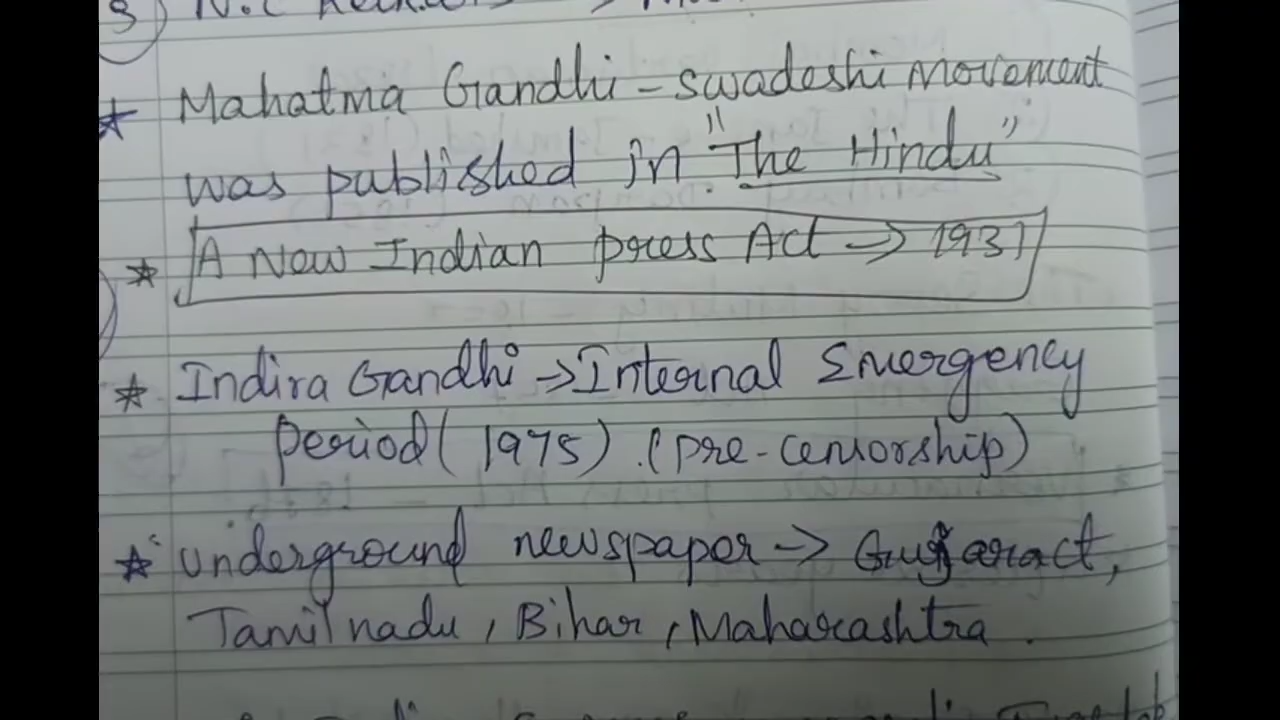 3) N.C
★ Mahatma Gandhi - swadeshi movement
was published in "The Hindu"
★ A New Indian press Act → 1931
★ Indira Gandhi → Internal Emergency
period (1975). (pre-censorship)
★ underground newspaper → Gujaract,
Tamilnadu, Bihar, Maharashtra.